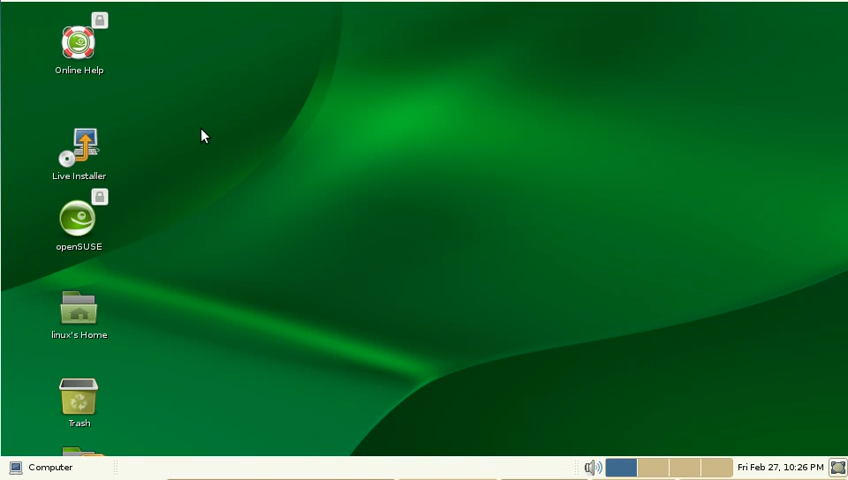 Online Help
Live Installer
openSUSE
linux's Home
Trash
Computer
Fri Feb 27, 10:26 PM